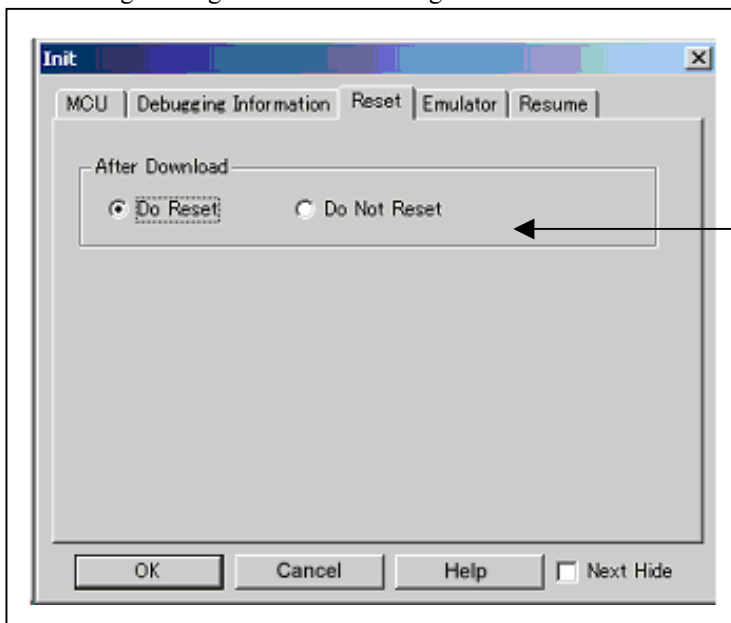 Init
MCU Debugging Information Reset Emulator Resume
After Download
Do Reset Do Not Reset
OK Cancel Help Next Hide